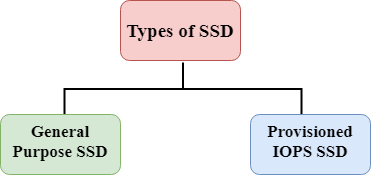 Types of SSD
General
Purpose SSD
Provisioned
IOPS SSD